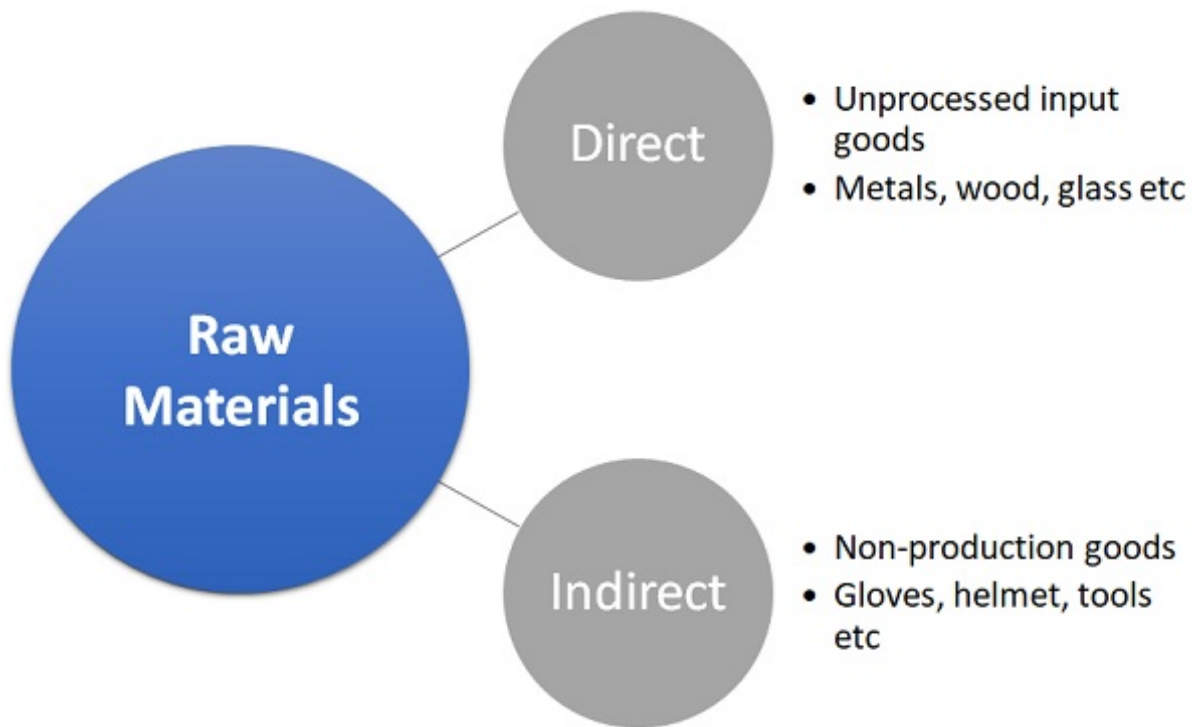 Raw
Materials
Direct
• Unprocessed input
goods
• Metals, wood, glass etc
Indirect
• Non-production goods
• Gloves, helmet, tools
etc